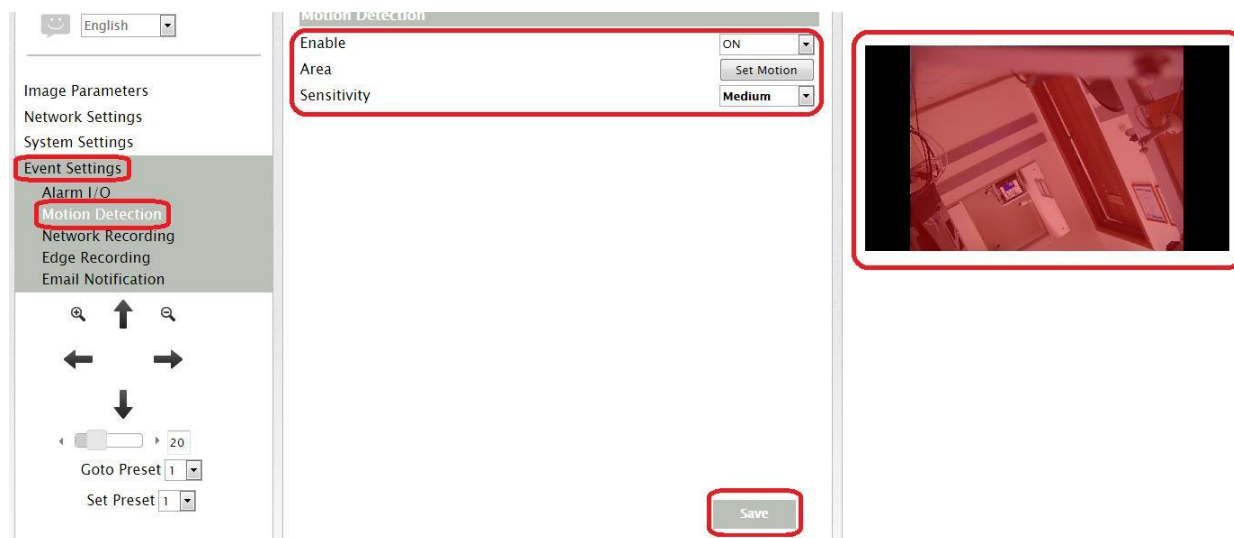 English
Image Parameters
Network Settings
System Settings
Event Settings
Alarm I/O
Motion Detection
Network Recording
Edge Recording
Email Notification
20
Goto Preset 1
Set Preset 1
Motion Detection
Enable ON
Area Set Motion
Sensitivity Medium
Save